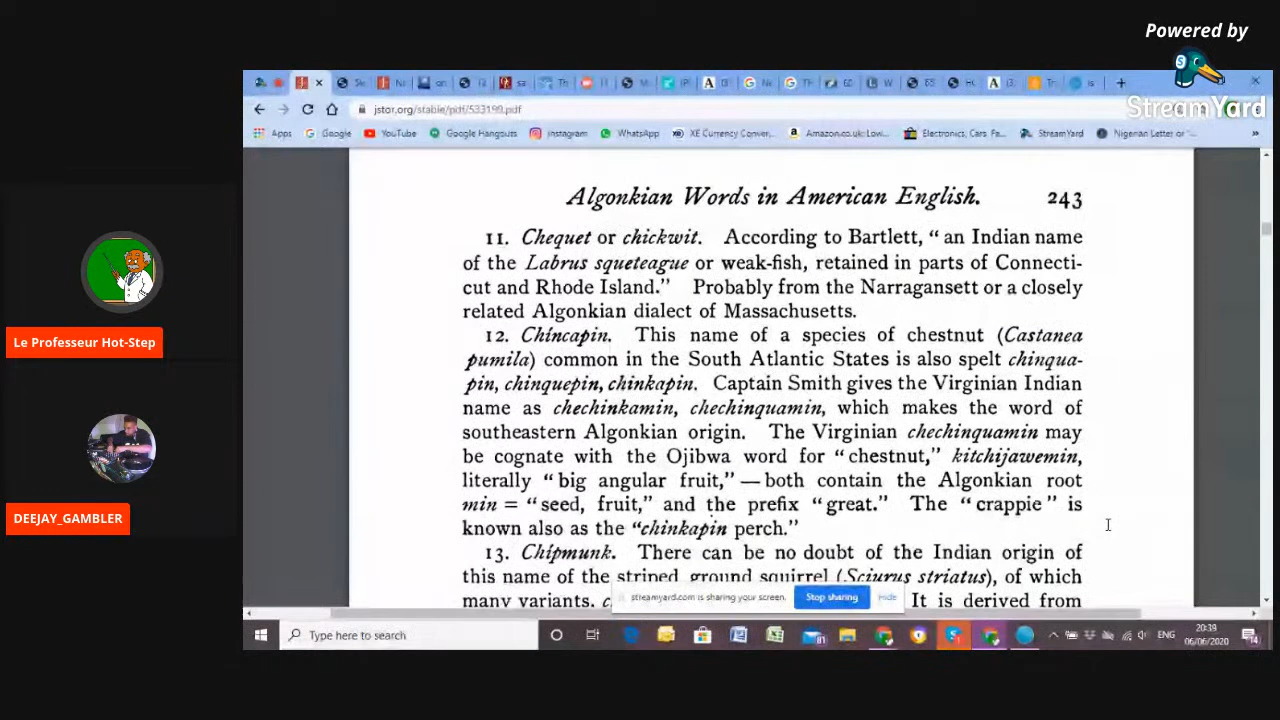 Powered by
StreamYard
jstor.org/stable/pdf/533199.pdf
Apps Google YouTube Google Hangouts Instagram WhatsApp XE Currency Conver... Amazon.co.uk: Low... Electronics, Cars, Fa... StreamYard Nigerian Letter or "...
Algonkian Words in American English. 243
11. Chequet or chickwit. According to Bartlett, “ an Indian name
of the Labrus squeteague or weak-fish, retained in parts of Connecti-
cut and Rhode Island.” Probably from the Narragansett or a closely
related Algonkian dialect of Massachusetts.
12. Chíncapin. This name of a species of chestnut (Castanea
pumila) common in the South Atlantic States is also spelt chinqua-
pin, chinquepin, chinkapin. Captain Smith gives the Virginian Indian
name as chechinkamin, chechinquamin, which makes the word of
southeastern Algonkian origin. The Virginian chechinquamin may
be cognate with the Ojibwa word for “chestnut,” kitchijawemin,
literally “big angular fruit,” — both contain the Algonkian root
min = “seed, fruit,” and the prefix “great.” The “crappie” is
known also as the “chinkapin perch.”
13. Chípmunk. There can be no doubt of the Indian origin of
this name of the striped ground squirrel (Sciurus striatus), of which
many variants, It is derived from
streamyard.com is sharing your screen. Stop sharing Hide
Type here to search
ENG
20:39
06/06/2020
Le Professeur Hot-Step
DEEJAY_GAMBLER